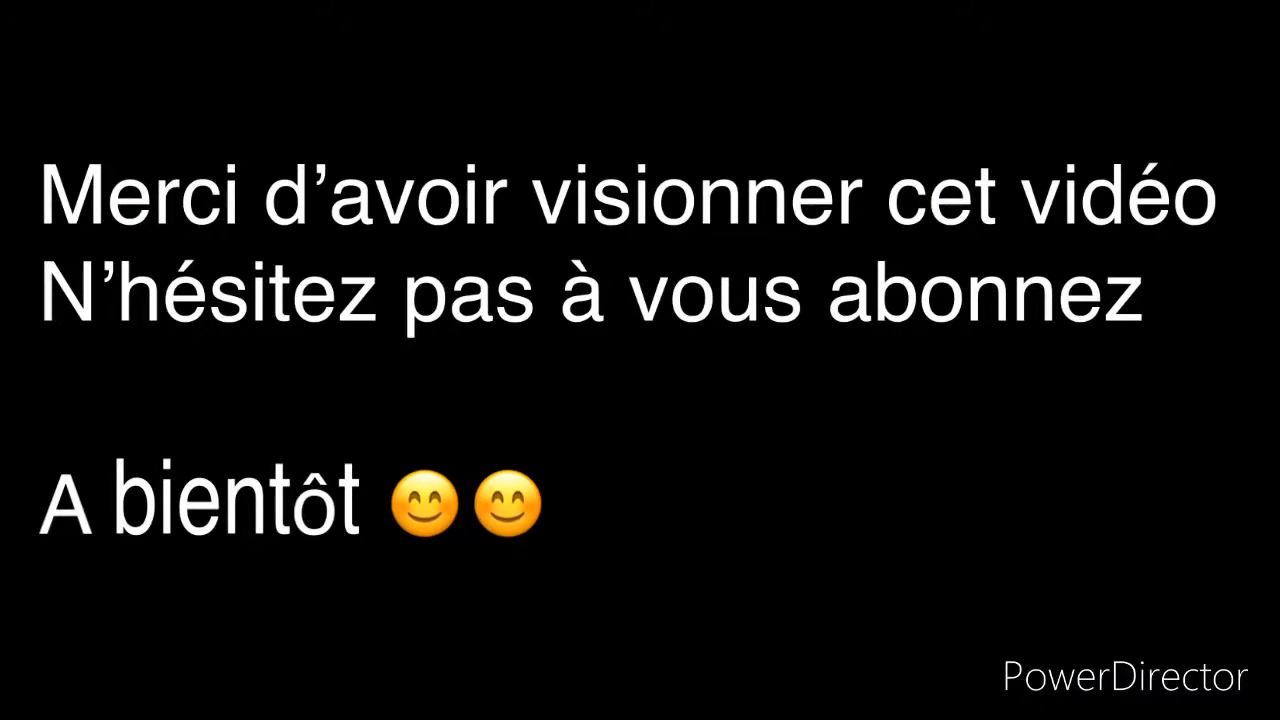 Merci d’avoir visionner cet vidéo
N’hésitez pas à vous abonnez
A bientôt 😊😊
PowerDirector